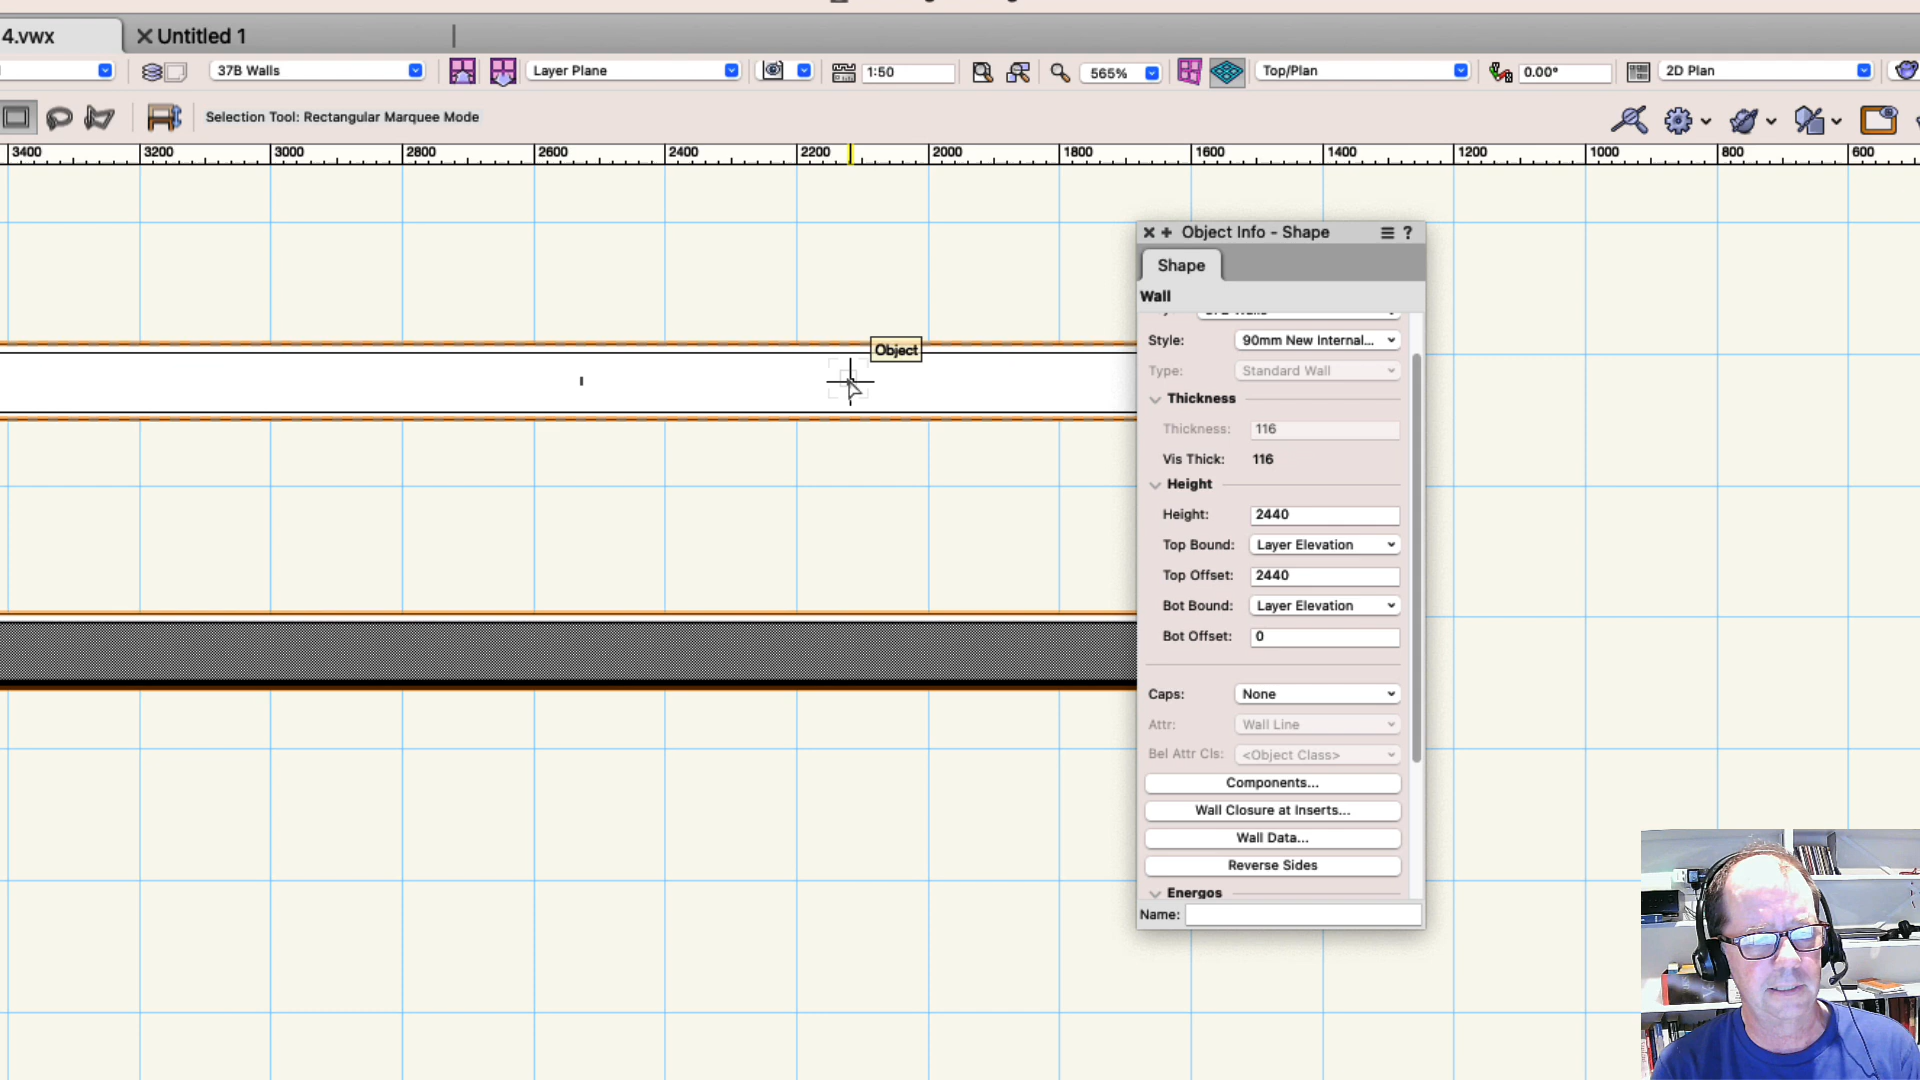 4.vwx
Untitled 1
37B Walls
Layer Plane
1:50
565%
Top/Plan
0.00°
2D Plan
Selection Tool: Rectangular Marquee Mode
3400 3200 3000 2800 2600 2400 2200 2000 1800 1600 1400 1200 1000 800 600
Object Info - Shape
?
Shape
Wall
Object
Style: 90mm New Internal...
Type: Standard Wall
Thickness
Thickness: 116
Vis Thick: 116
Height
Height: 2440
Top Bound: Layer Elevation
Top Offset: 2440
Bot Bound: Layer Elevation
Bot Offset: 0
Caps: None
Attr: Wall Line
Bel Attr Cls: <Object Class>
Components...
Wall Closure at Inserts...
Wall Data...
Reverse Sides
Energos
Name: